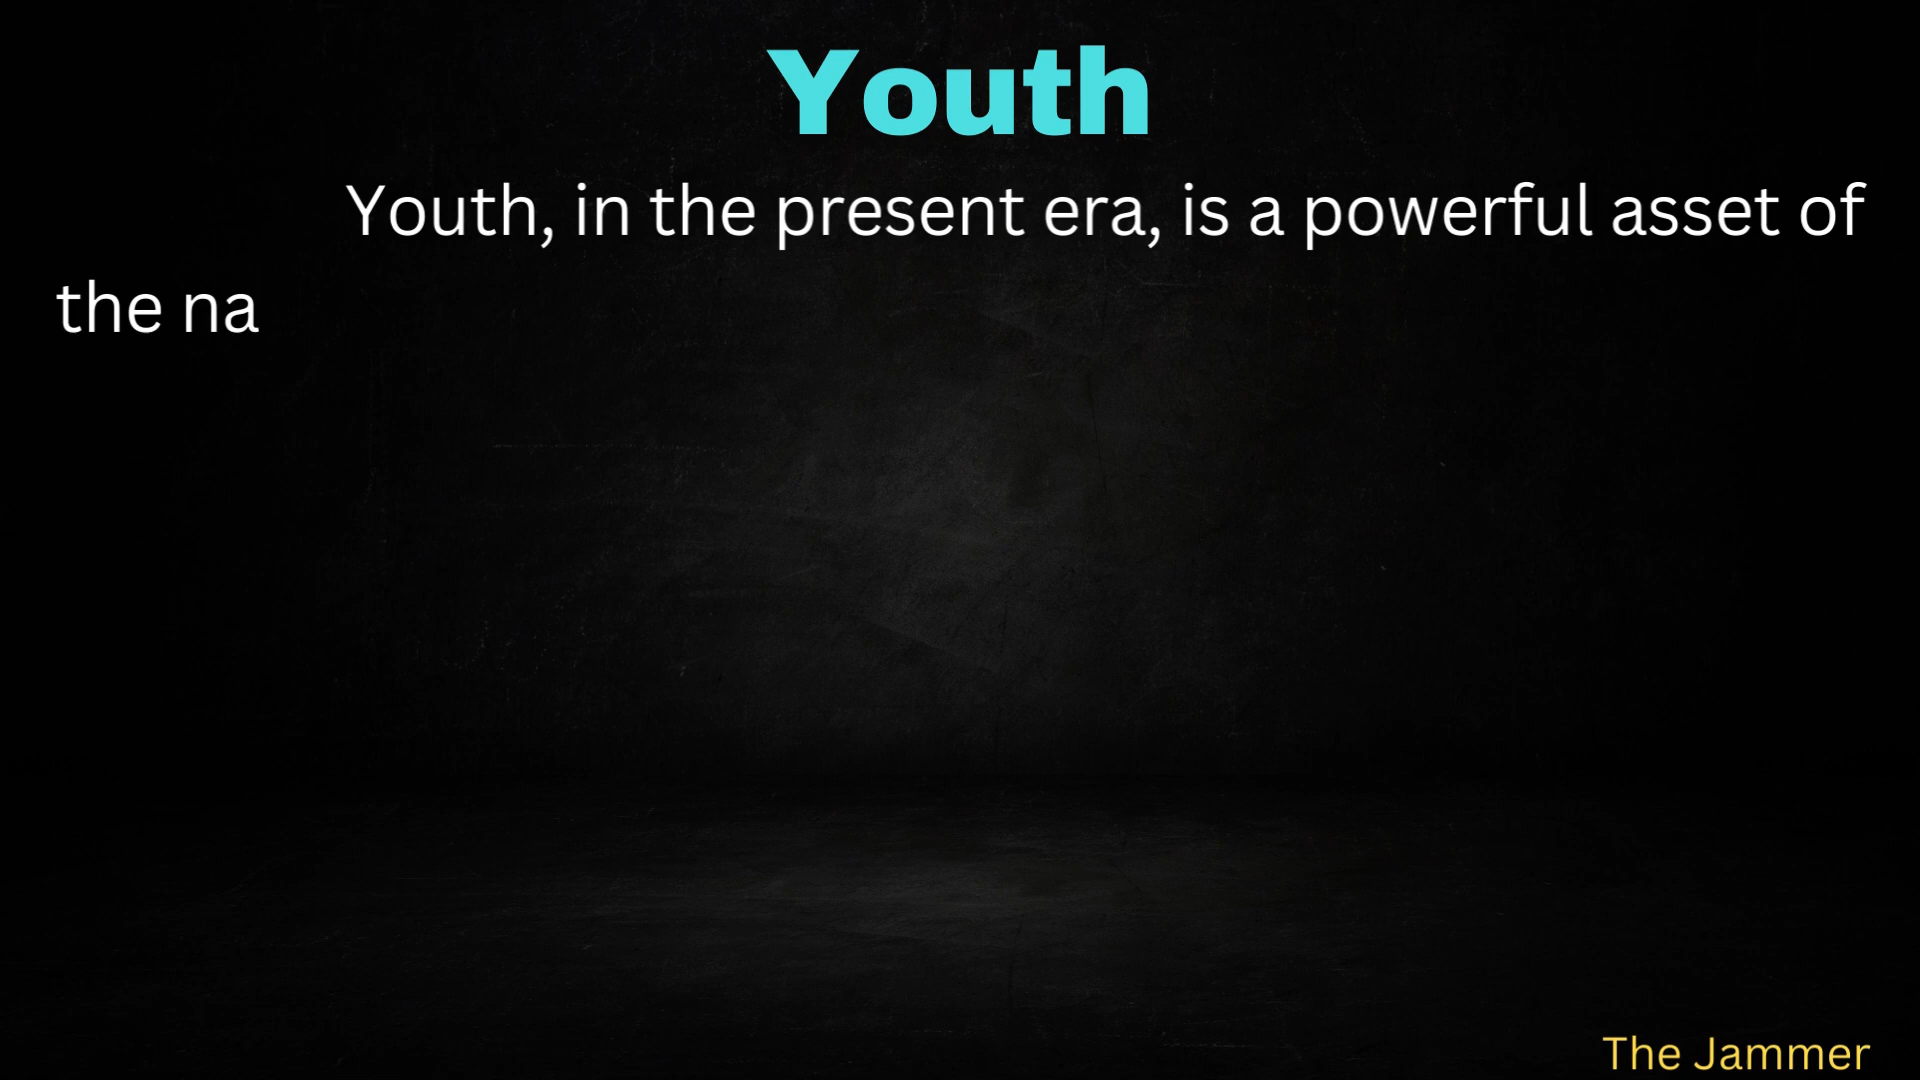 Youth
Youth, in the present era, is a powerful asset of
the na
The Jammer